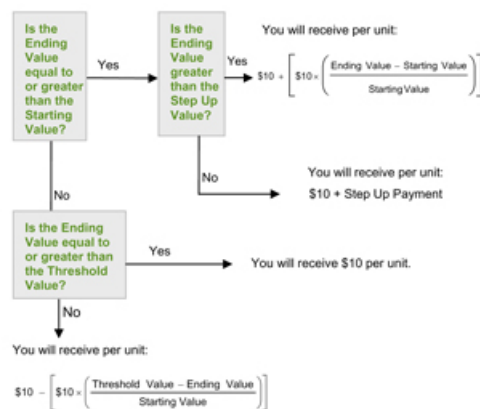 Is the
Ending
Value
equal to
or greater
than the
Starting
Value?
Yes
Is the
Ending
Value
greater
than the
Step Up
Value?
Yes
You will receive per unit:
$10 + [ $10 × ( Ending Value – Starting Value
Starting Value ) ]
No
You will receive per unit:
$10 + Step Up Payment
No
Is the Ending
Value equal to
or greater than
the Threshold
Value?
Yes
You will receive $10 per unit.
No
You will receive per unit:
$10 – [ $10 × ( Threshold Value – Ending Value
Starting Value ) ]